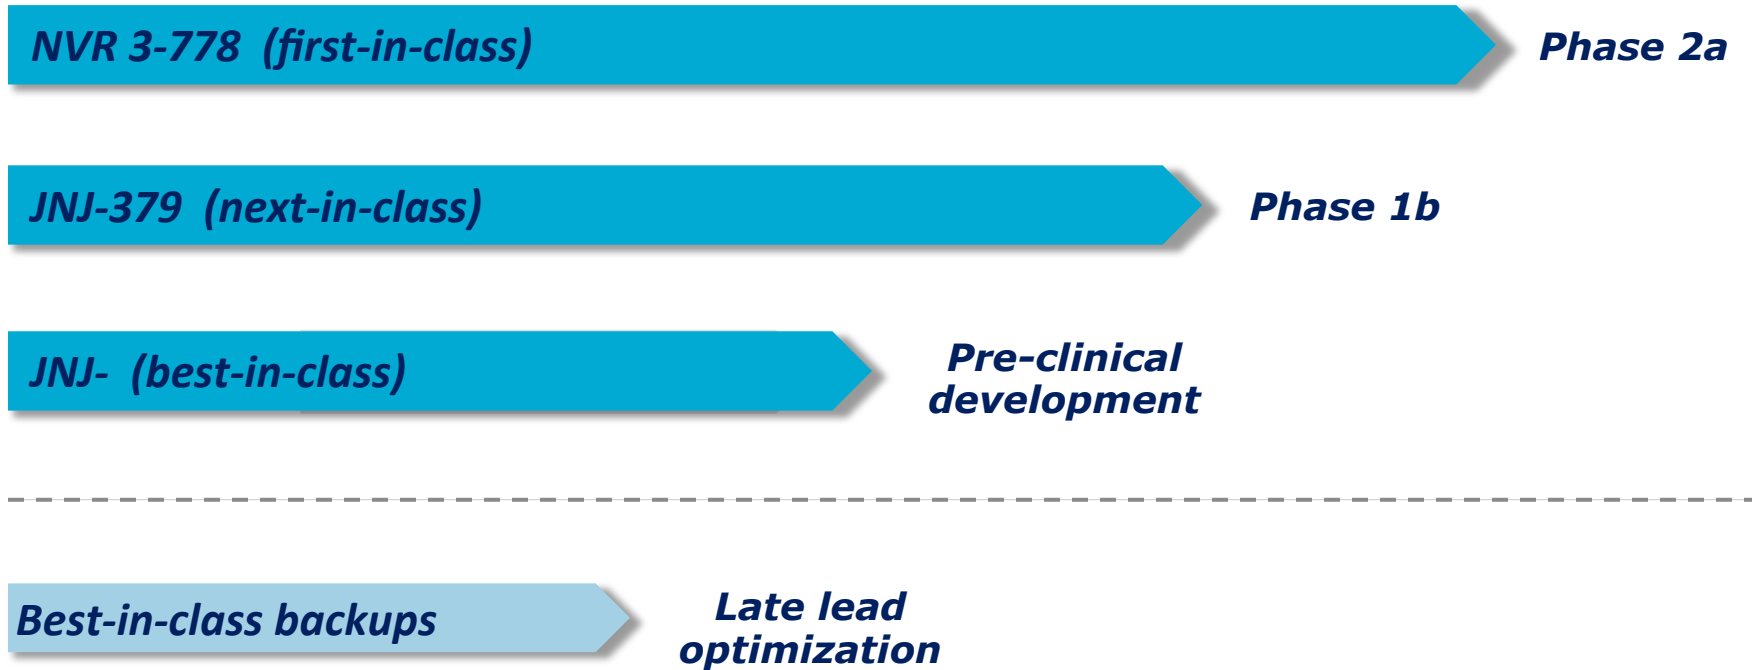 NVR 3-778 (first-in-class)
Phase 2a
JNJ-379 (next-in-class)
Phase 1b
JNJ- (best-in-class)
Pre-clinical
development
Best-in-class backups
Late lead
optimization